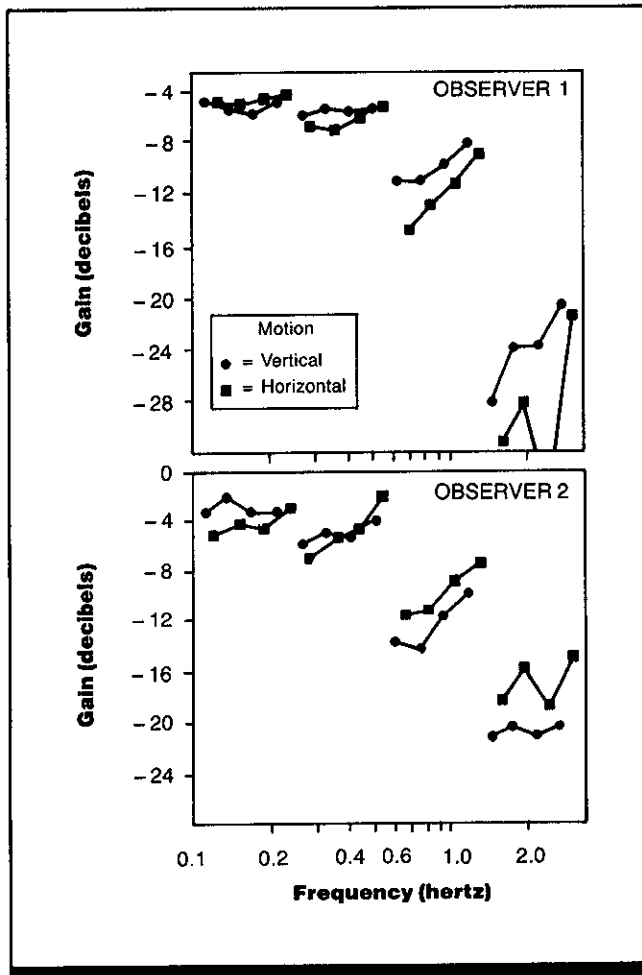 OBSERVER 1
−4
−8
−12
−16
−20
−24
−28
Gain (decibels)
Motion
= Vertical
= Horizontal
OBSERVER 2
0
−4
−8
−12
−16
−20
−24
Gain (decibels)
0.1 0.2 0.4 0.6 1.0 2.0
Frequency (hertz)